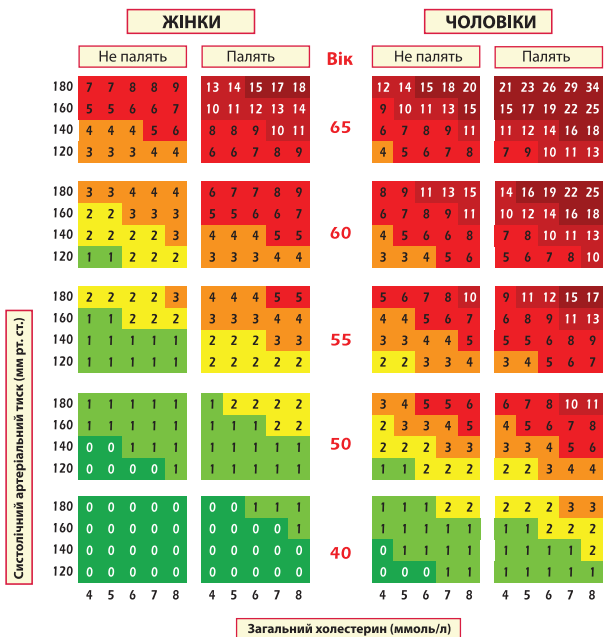 ЖІНКИ ЧОЛОВІКИ
Не палять Палять Вік Не палять Палять
180 7 7 8 8 9 13 14 15 17 18 12 14 15 18 20 21 23 26 29 34
160 5 5 6 6 7 10 11 12 13 14 9 10 11 13 15 15 17 19 22 25
140 4 4 4 5 6 8 8 9 10 11 65 6 7 8 9 11 11 12 14 16 18
120 3 3 3 4 4 6 6 7 8 9 4 5 6 7 8 7 9 10 11 13
180 3 3 4 4 4 6 7 7 8 9 8 9 11 13 15 14 16 19 22 25
160 2 2 3 3 3 5 5 5 6 7 6 7 8 9 11 10 12 14 16 18
140 2 2 2 2 3 4 4 4 5 5 60 4 5 6 6 8 7 8 10 11 13
120 1 1 2 2 2 3 3 3 4 4 3 3 4 5 6 5 6 7 8 10
180 2 2 2 2 3 4 4 4 5 5 5 6 7 8 10 9 11 12 15 17
160 1 1 2 2 2 3 3 3 4 4 4 4 5 6 7 6 7 9 11 13
140 1 1 1 1 1 2 2 2 3 3 55 3 3 4 4 5 5 5 6 8 9
120 1 1 1 1 1 2 2 2 2 2 2 2 3 3 4 3 4 5 6 7
180 1 1 1 1 1 1 2 2 2 2 3 4 5 5 6 6 7 8 10 11
160 1 1 1 1 1 1 1 1 2 2 2 3 3 4 5 4 5 7 7 8
140 0 0 1 1 1 1 1 1 1 1 50 2 2 2 3 3 3 3 4 5 6
120 0 0 0 0 1 1 1 1 1 1 1 1 2 2 2 2 2 3 4 4
180 0 0 0 0 0 0 0 1 1 1 1 1 1 2 2 2 2 2 3 3
160 0 0 0 0 0 0 0 0 0 1 1 1 1 1 1 1 1 2 2 2
140 0 0 0 0 0 0 0 0 0 0 40 0 1 1 1 1 1 1 1 1 2
120 0 0 0 0 0 0 0 0 0 0 0 0 0 1 1 1 1 1 1 1
4 5 6 7 8 4 5 6 7 8 4 5 6 7 8 4 5 6 7 8
Систолічний артеріальний тиск (мм рт. ст.)
Загальний холестерин (ммоль/л)